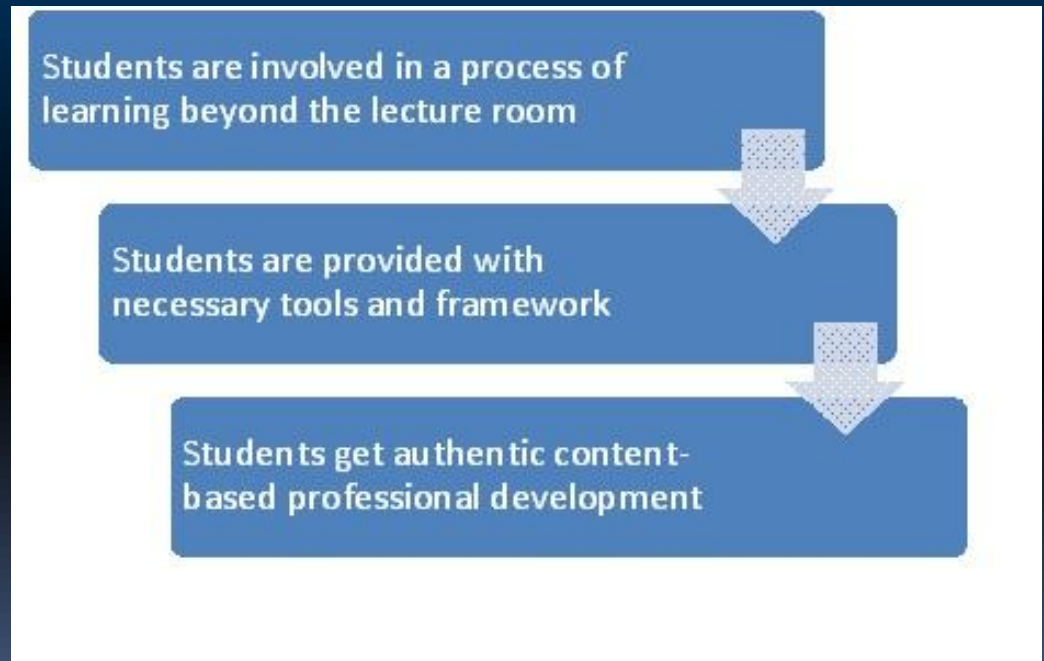 Students are involved in a process of
learning beyond the lecture room
Students are provided with
necessary tools and framework
Students get authentic content-
based professional development